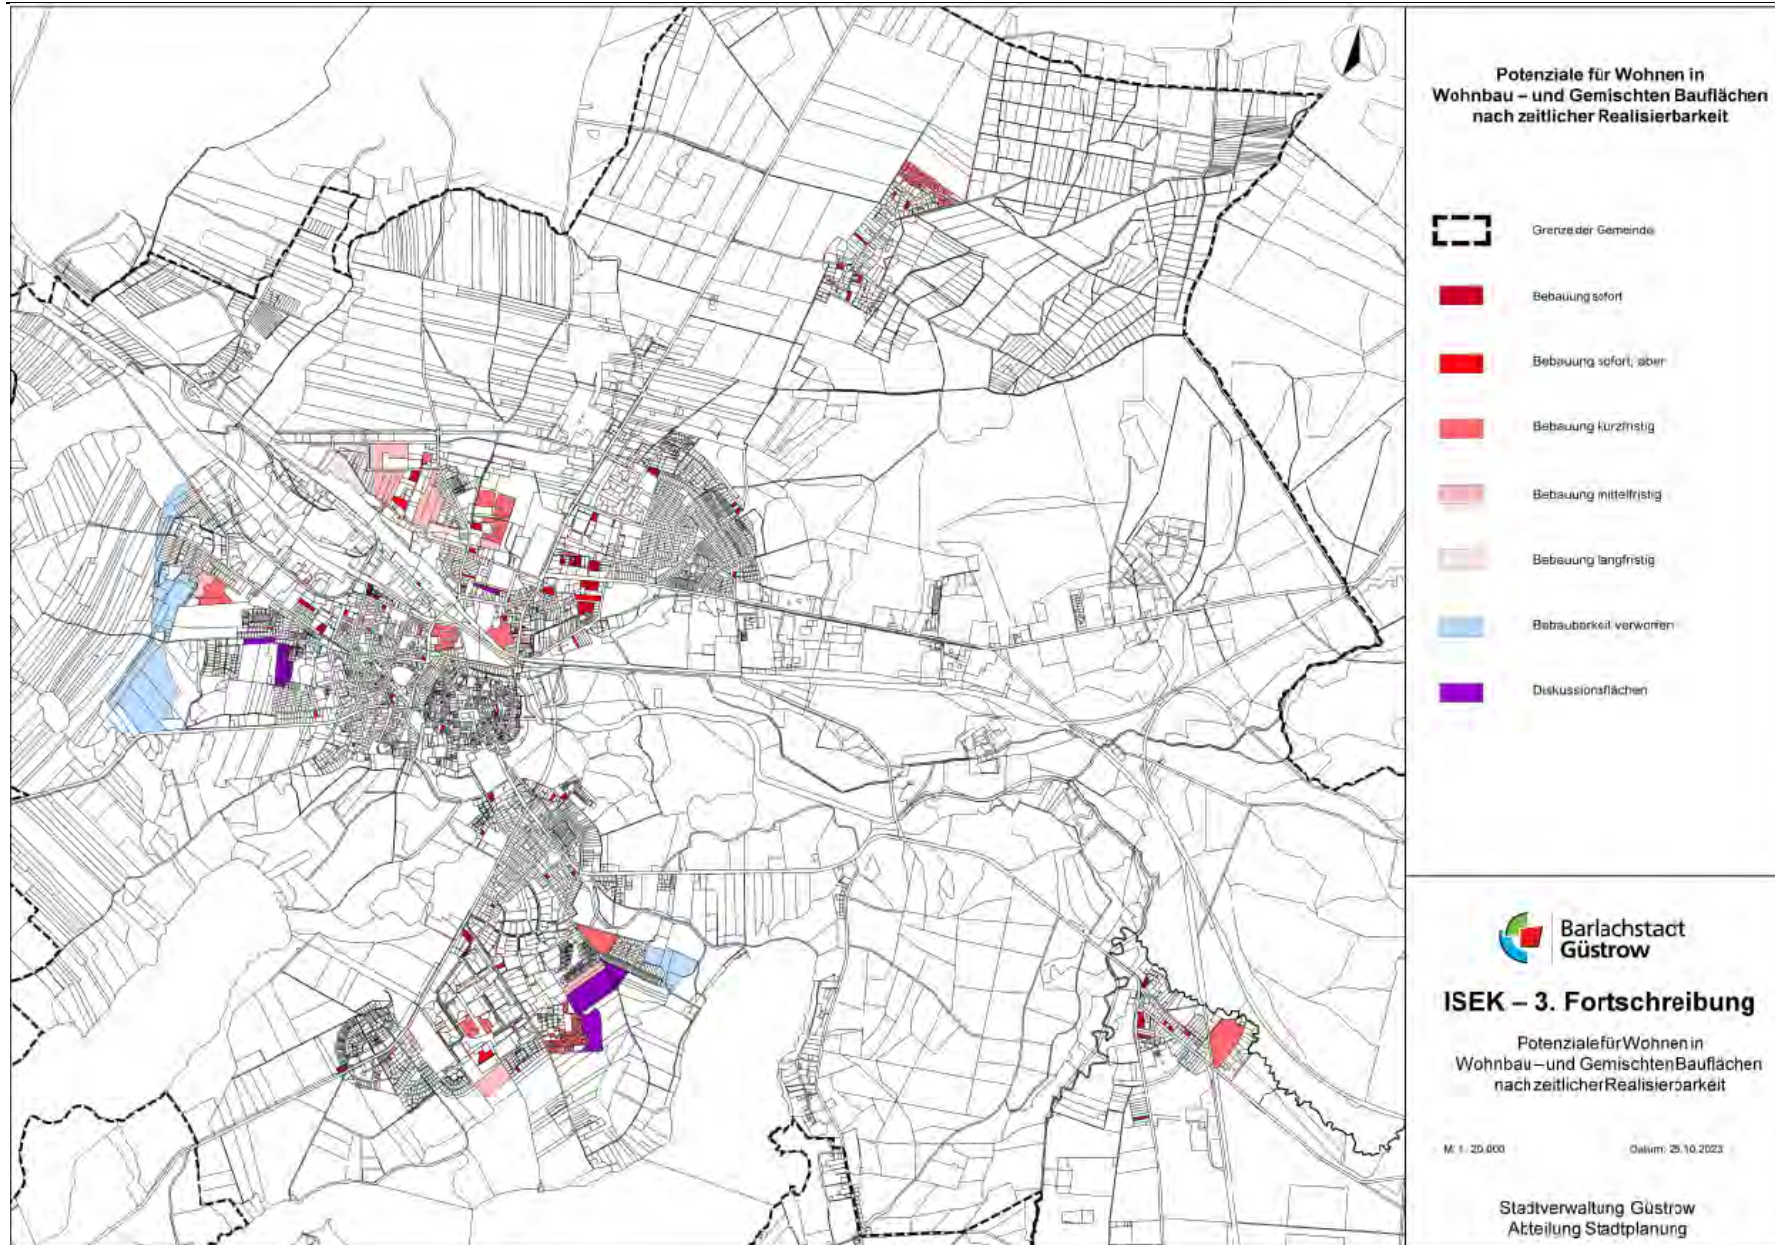 Potenziale für Wohnen in
Wohnbau – und Gemischten Bauflächen
nach zeitlicher Realisierbarkeit
Grenze der Gemeinde
Bebauung sofort
Bebauung sofort, aber
Bebauung kurzfristig
Bebauung mittelfristig
Bebauung langfristig
Bebaubarkeit verworfen
Diskussionsflächen
Barlachstadt
Güstrow
ISEK – 3. Fortschreibung
Potenziale für Wohnen in
Wohnbau – und Gemischten Bauflächen
nach zeitlicher Realisierbarkeit
M: 1: 20.000
Datum: 25.10.2023
Stadtverwaltung Güstrow
Abteilung Stadtplanung